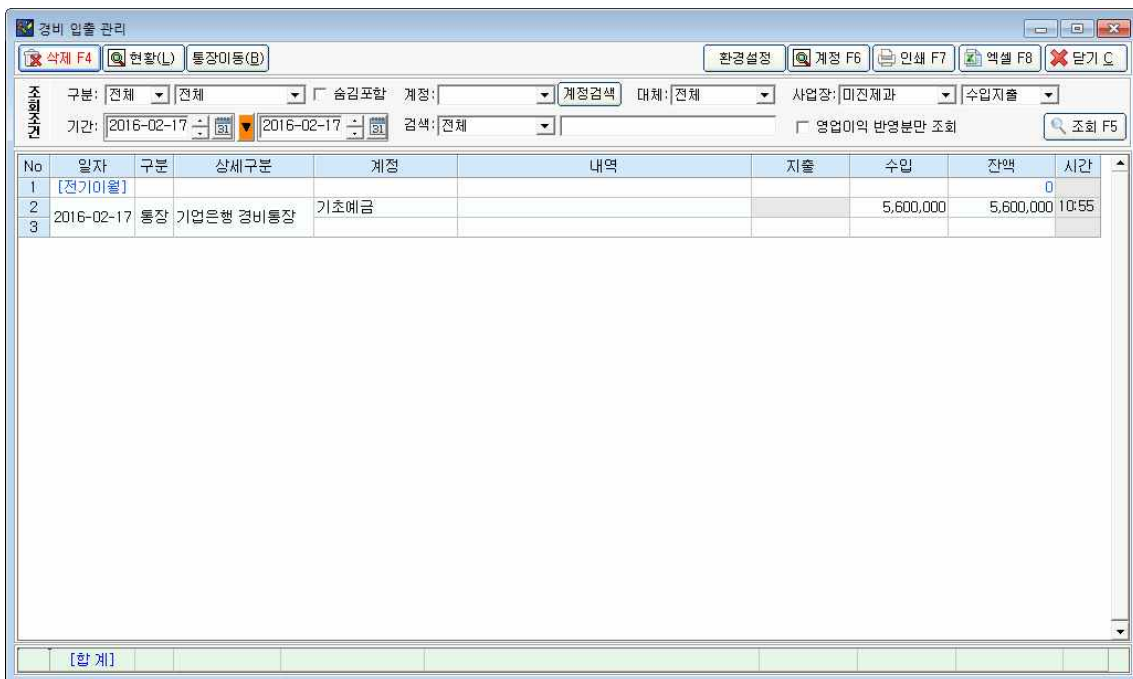 경비 입출 관리
삭제 F4 현황(L) 통장이동(B) 환경설정 계정 F6 인쇄 F7 엑셀 F8 닫기 C
조회조건
구분: 전체 전체 숨김포함 계정: 계정검색 대체: 전체 사업장: 미진제과 수입지출
기간: 2016-02-17 31 2016-02-17 31 검색: 전체 영업이익 반영분만 조회 조회 F5
No 일자 구분 상세구분 계정 내역 지출 수입 잔액 시간
1 [전기이월] 0
2 2016-02-17 통장 기업은행 경비통장 기초예금 5,600,000 5,600,000 10:55
3
[합 계]